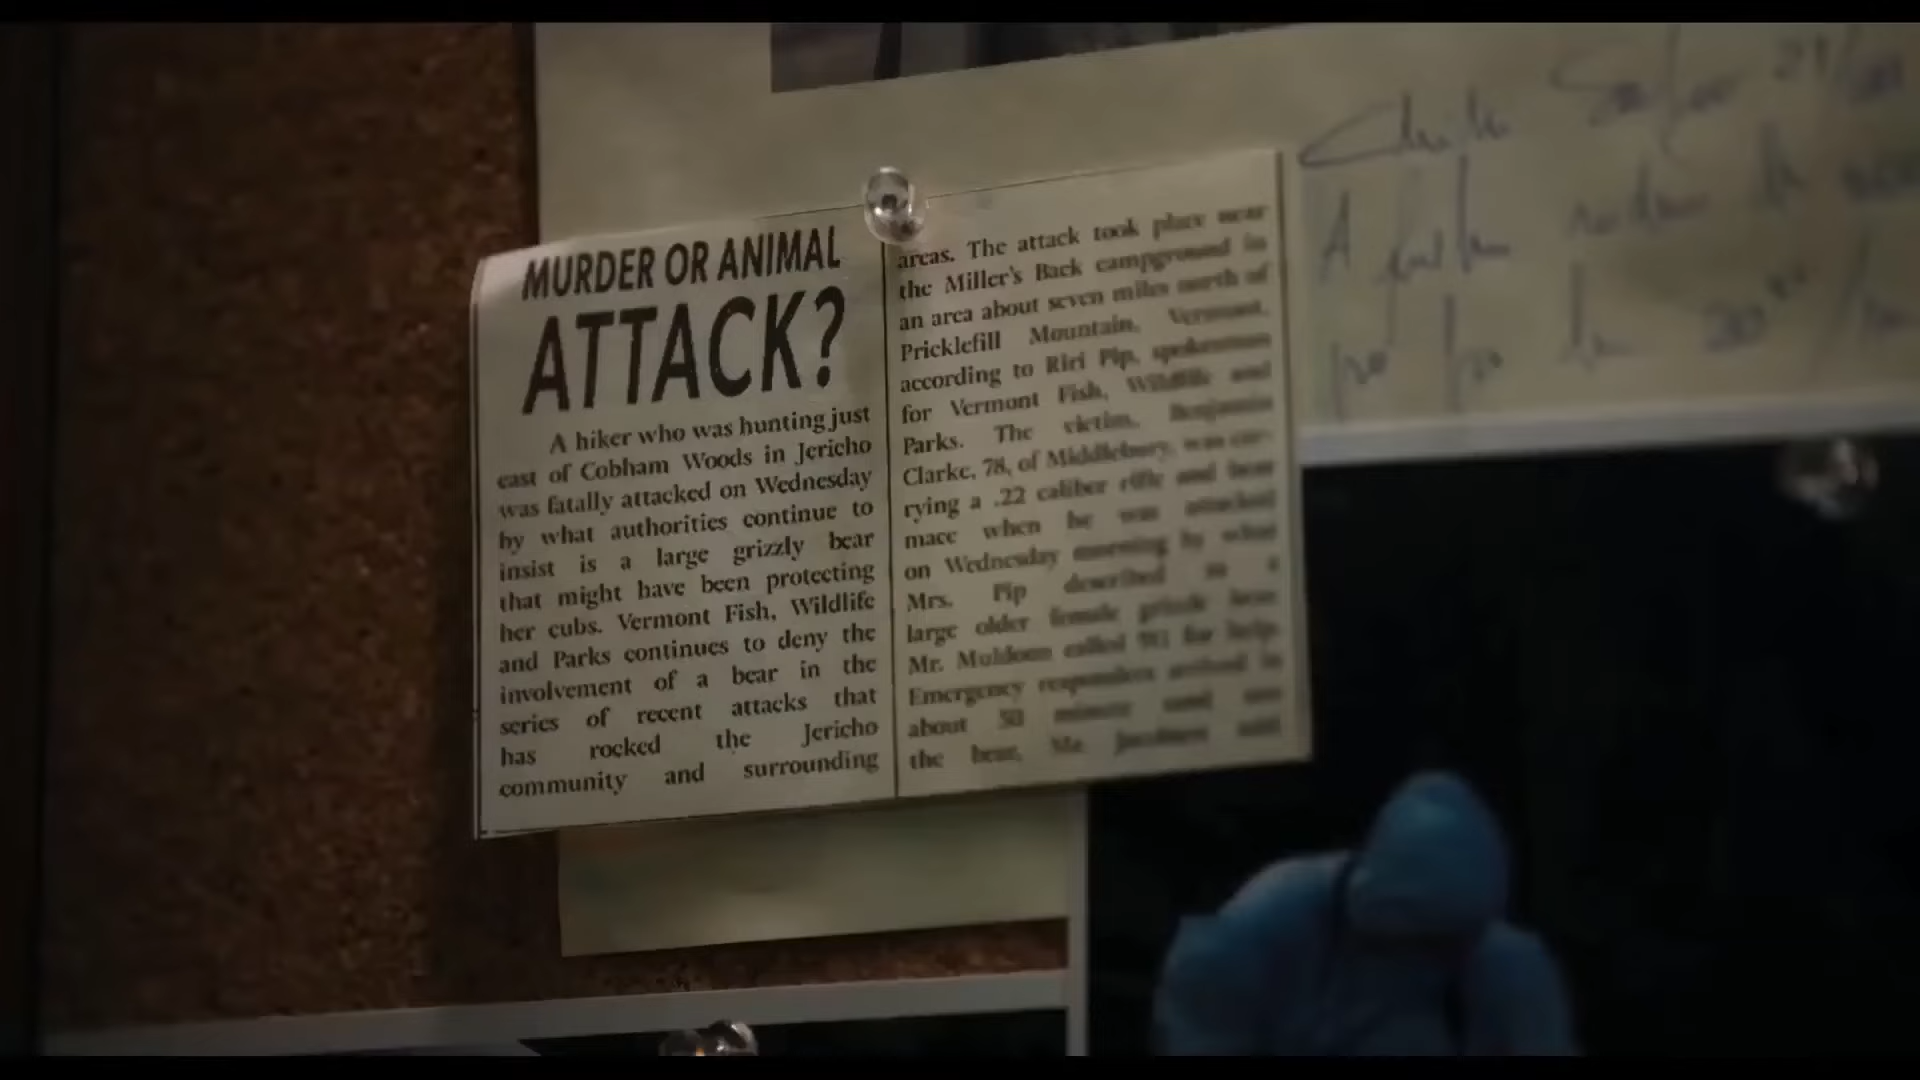 MURDER OR ANIMAL
ATTACK?
A hiker who was hunting just
east of Cobham Woods in Jericho
was fatally attacked on Wednesday
by what authorities continue to
insist is a large grizzly bear
that might have been protecting
her cubs. Vermont Fish, Wildlife
and Parks continues to deny the
involvement of a bear in the
series of recent attacks that
has rocked the Jericho
community and surrounding
areas. The attack took place near
the Miller's Back campground in
an area about seven miles north of
Pricklefill Mountain, Vermont,
according to Riri Pip, spokesman
for Vermont Fish, Wildlife and
Parks. The victim, Benjamin
Clarke, 78, of Middlebury, was car-
rying a .22 caliber rifle and bear
mace when he was attacked
on Wednesday morning by what
Mrs. Pip described as a
large older female grizzly bear.
Mr. Muldoon called 911 for help.
Emergency responders arrived in
about 50
the bear,